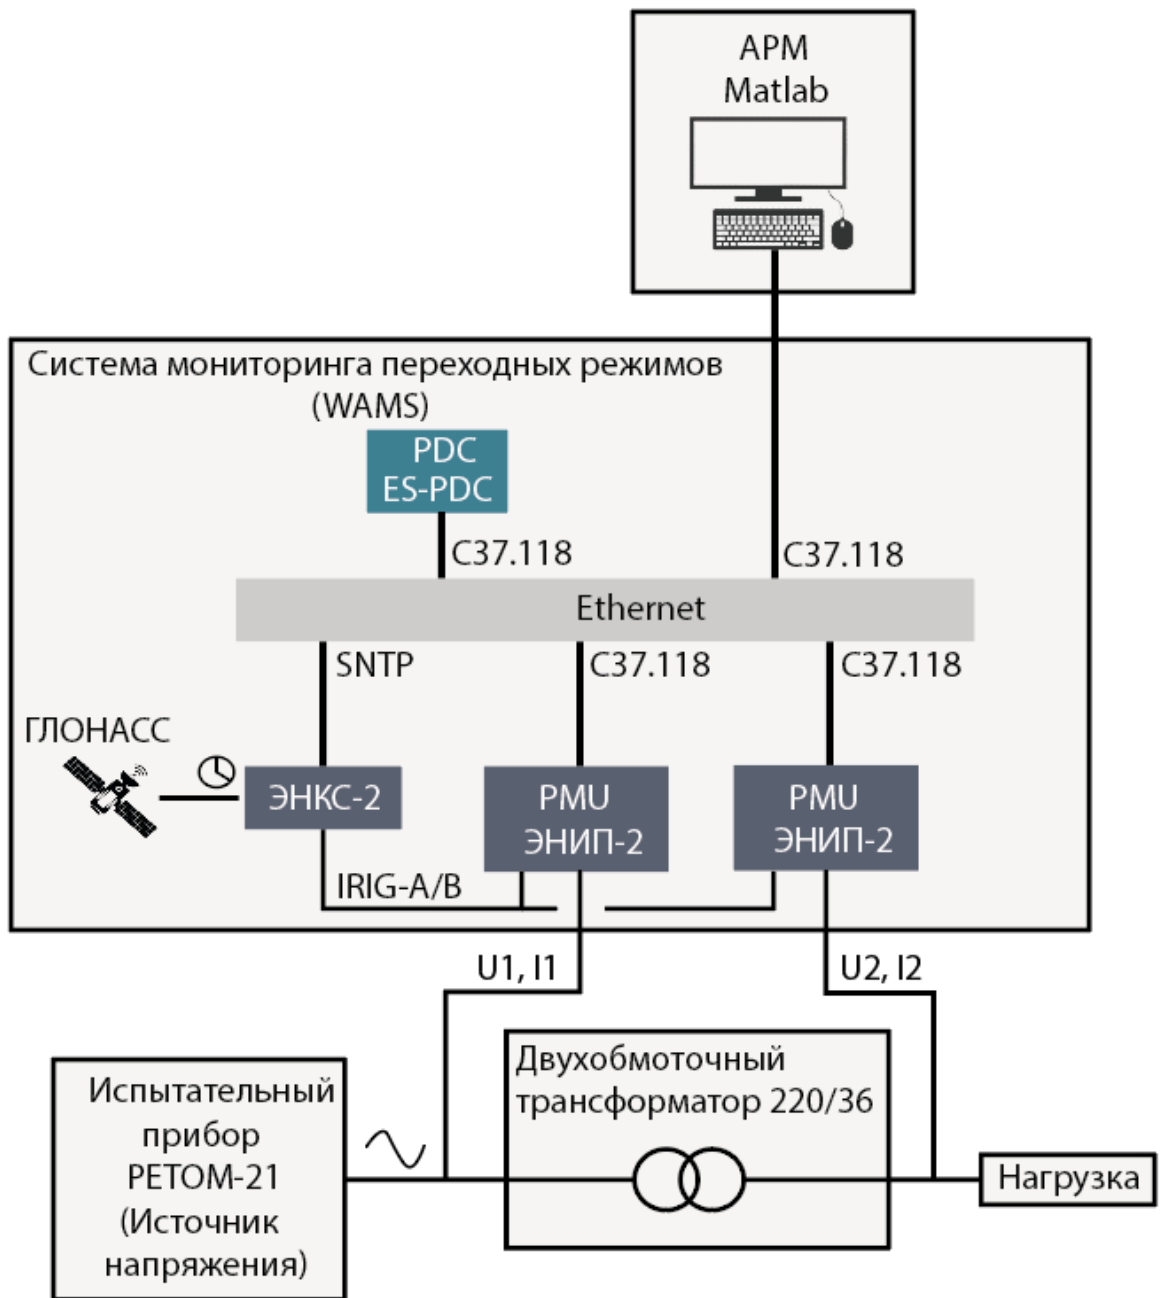 АРМ
Matlab
Система мониторинга переходных режимов
(WAMS)
PDC
ES-PDC
C37.118
C37.118
Ethernet
SNTP
C37.118
C37.118
ГЛОНАСС
ЭНКС-2
PMU
ЭНИП-2
PMU
ЭНИП-2
IRIG-A/B
U1, I1
U2, I2
Испытательный
прибор
РЕТОМ-21
(Источник
напряжения)
Двухобмоточный
трансформатор 220/36
Нагрузка